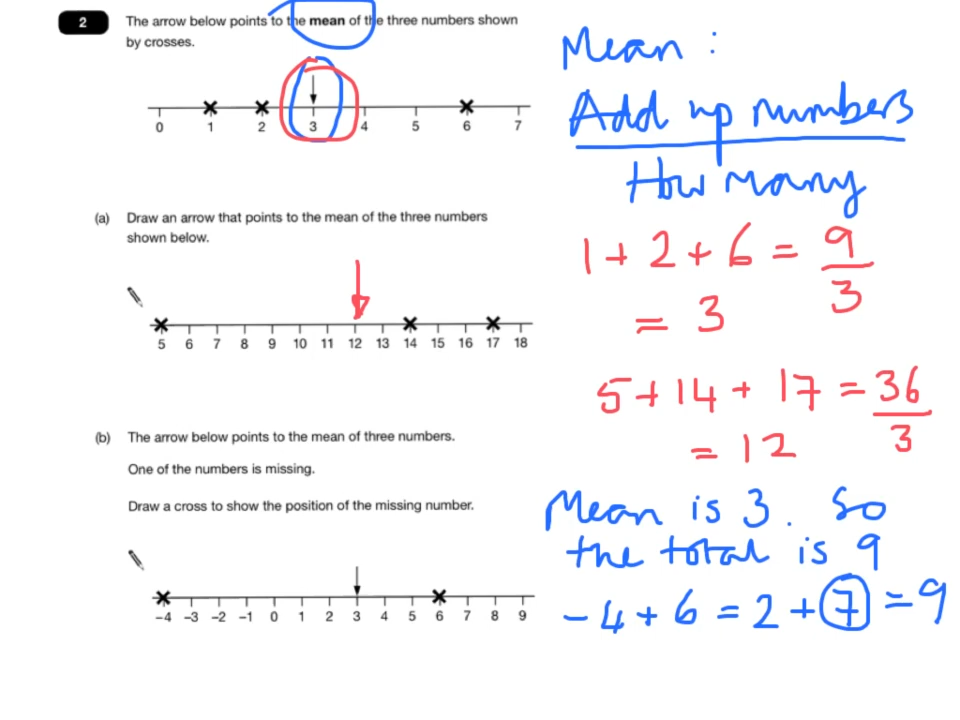 2
The arrow below points to the mean of the three numbers shown
by crosses.
0 1 2 3 4 5 6 7
(a) Draw an arrow that points to the mean of the three numbers
shown below.
5 6 7 8 9 10 11 12 13 14 15 16 17 18
(b) The arrow below points to the mean of three numbers.
One of the numbers is missing.
Draw a cross to show the position of the missing number.
-4 -3 -2 -1 0 1 2 3 4 5 6 7 8 9
Mean :
Add up numbers
How many
1 + 2 + 6 = 9
3
= 3
5 + 14 + 17 = 36
3
= 12
Mean is 3. So
the total is 9
- 4 + 6 = 2 + 7 = 9